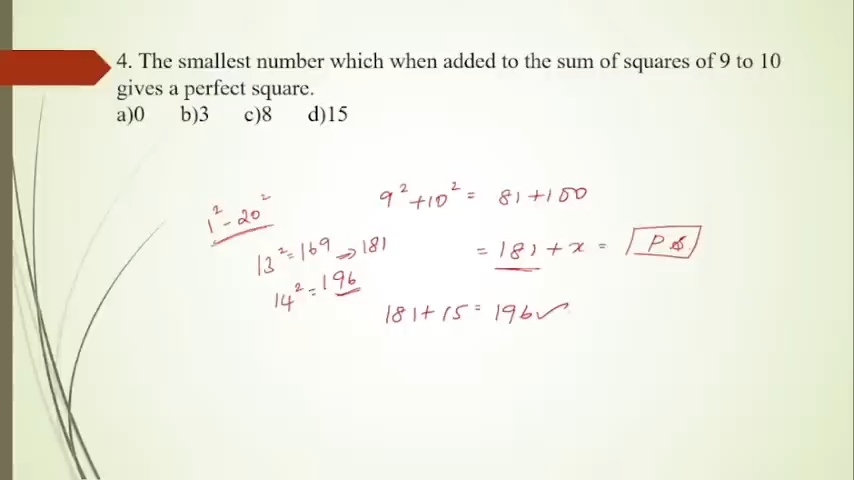 4. The smallest number which when added to the sum of squares of 9 to 10
gives a perfect square.
a)0 b)3 c)8 d)15
9² + 10² = 81 + 100
1² - 20²
13² = 169 → 181
= 181 + x = PS
14² = 196
181 + 15 = 196 ✓